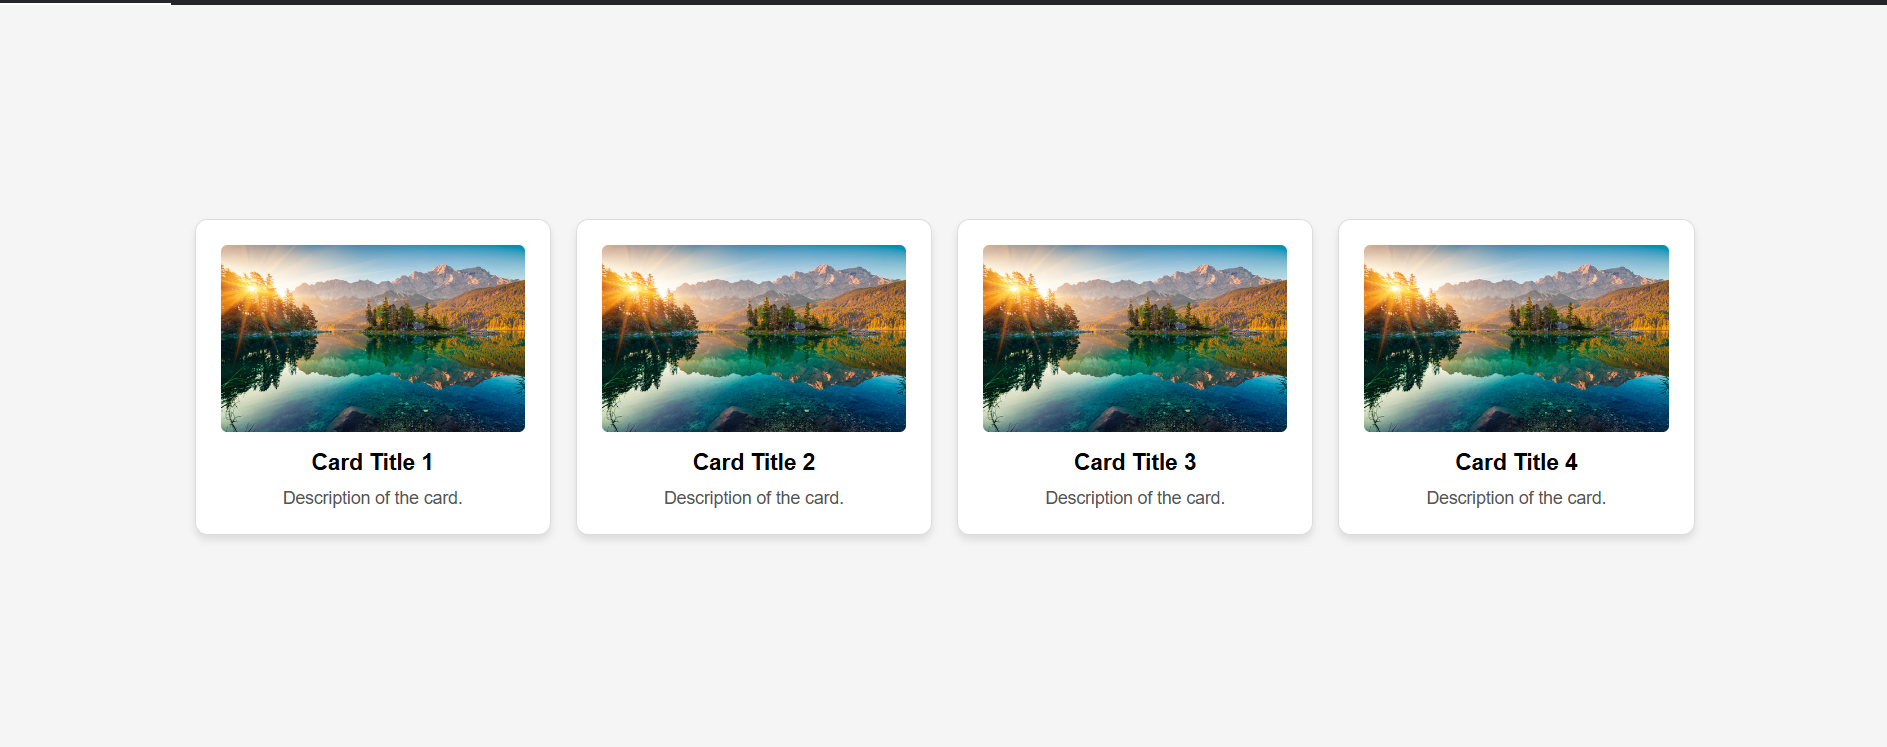 Card Title 1
Description of the card.
Card Title 2
Description of the card.
Card Title 3
Description of the card.
Card Title 4
Description of the card.